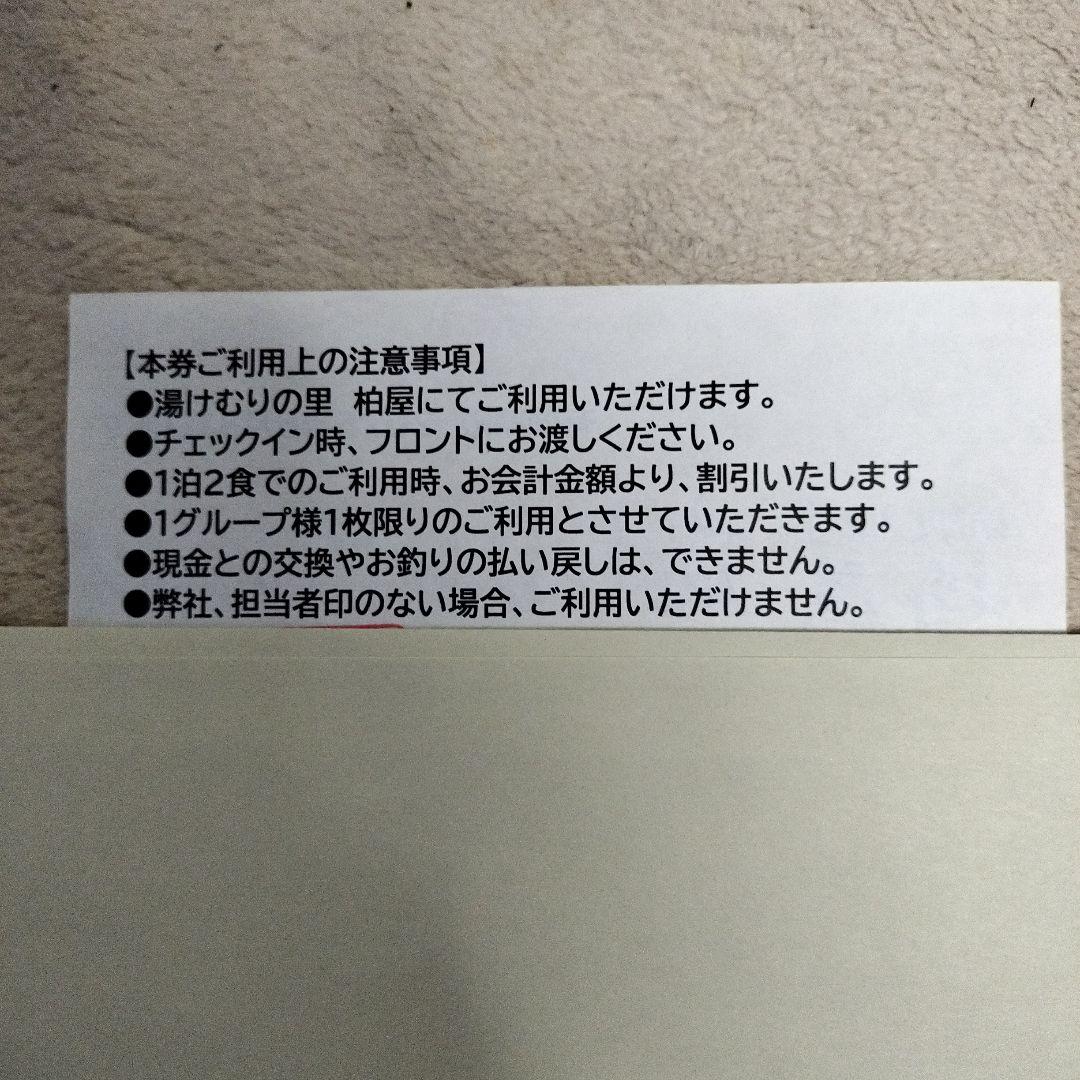 【本券ご利用上の注意事項】
●湯けむりの里 柏屋にてご利用いただけます。
●チェックイン時、フロントにお渡しください。
●1泊2食でのご利用時、お会計金額より、割引いたします。
●1グループ様1枚限りのご利用とさせていただきます。
●現金との交換やお釣りの払い戻しは、できません。
●弊社、担当者印のない場合、ご利用いただけません。